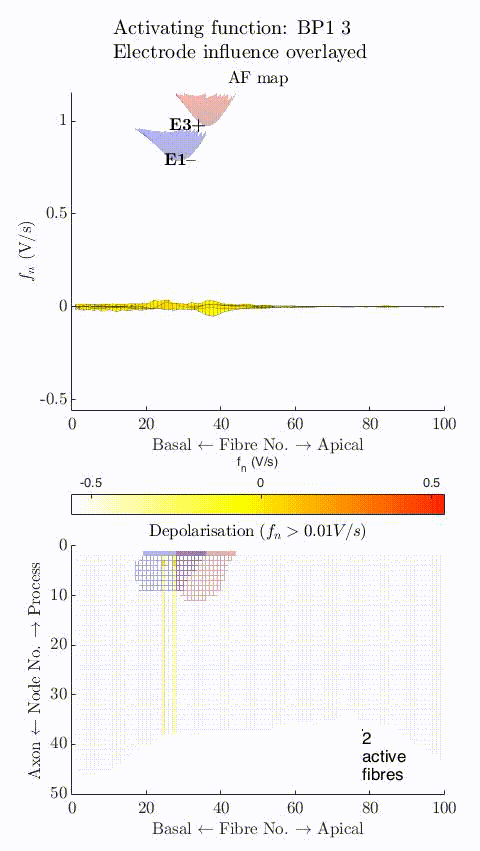 Activating function: BP1 3
Electrode influence overlayed
AF map
1
E3+
E1–
0.5
0
-0.5
fₙ (V/s)
0 20 40 60 80 100
Basal ← Fibre No. → Apical
fₙ (V/s)
-0.5 0 0.5
Depolarisation (fₙ > 0.01V/s)
0
10
20
30
40
50
Axon ← Node No. → Process
2
active
fibres
0 20 40 60 80 100
Basal ← Fibre No. → Apical